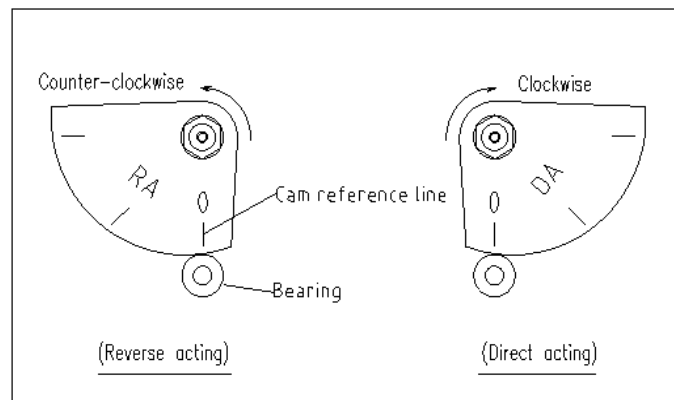 Counter-clockwise
Clockwise
RA
DA
0
0
Cam reference line
Bearing
(Reverse acting)
(Direct acting)